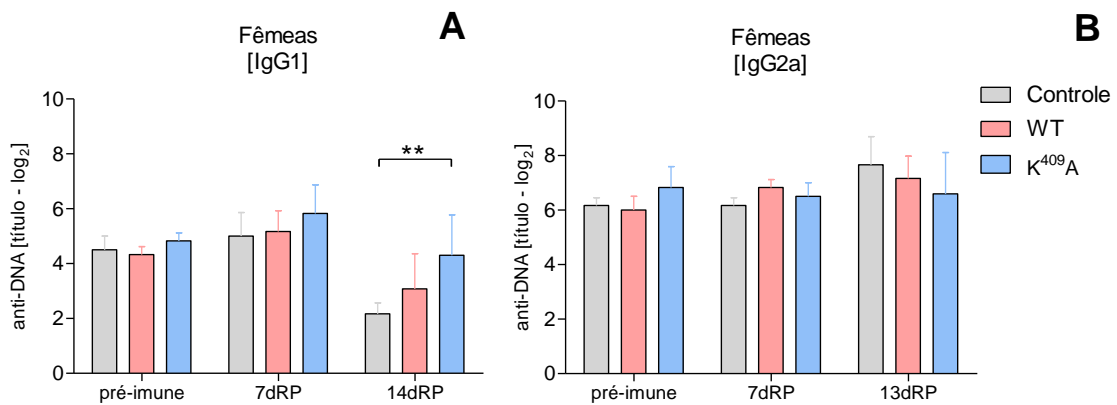 Fêmeas
[IgG1]
A
anti-DNA [título - log₂]
10
8
6
4
2
0
**
pré-imune 7dRP 14dRP
Fêmeas
[IgG2a]
B
anti-DNA [título - log₂]
10
8
6
4
2
0
pré-imune 7dRP 13dRP
Controle
WT
K⁴⁰⁹A